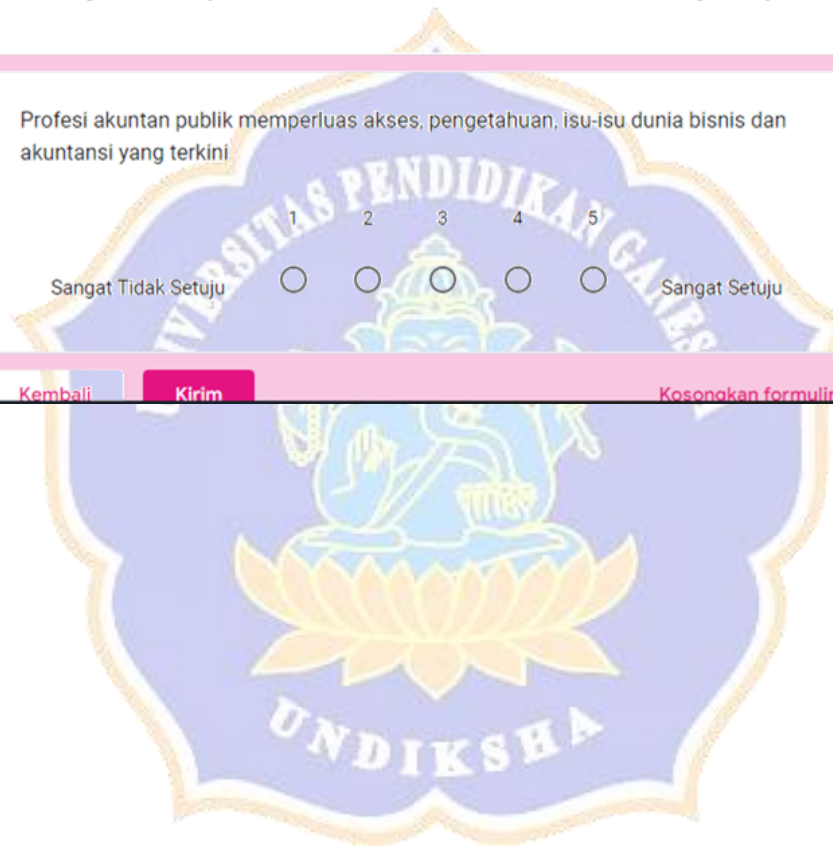 Profesi akuntan publik memperluas akses, pengetahuan, isu-isu dunia bisnis dan
akuntansi yang terkini
1 2 3 4 5
Sangat Tidak Setuju Sangat Setuju
Kembali Kirim Kosongkan formulir
UNIVERSITAS PENDIDIKAN GANESHA
UNDIKSHA